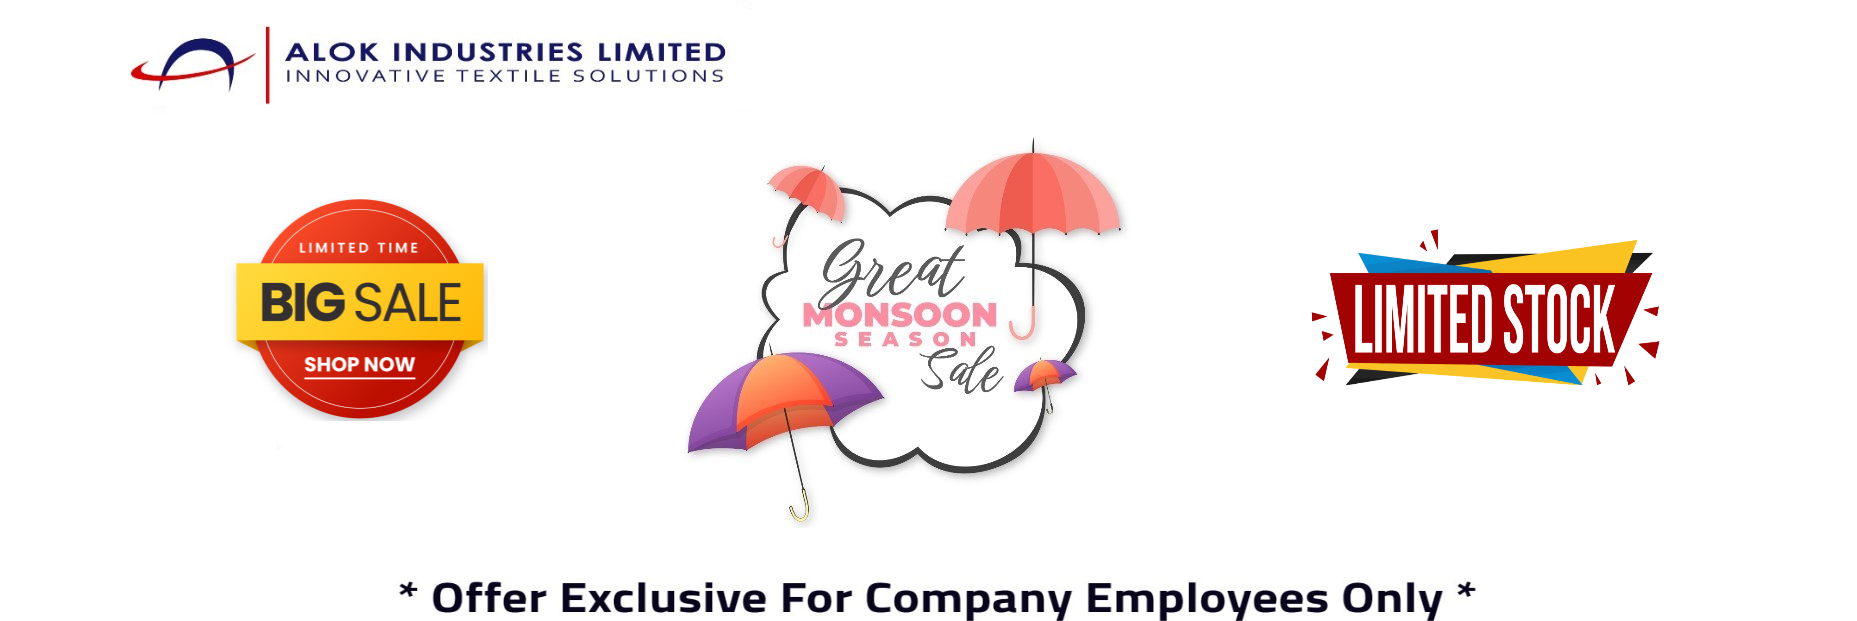 ALOK INDUSTRIES LIMITED
INNOVATIVE TEXTILE SOLUTIONS
LIMITED TIME
BIG SALE
SHOP NOW
Great
MONSOON
SEASON
Sale
LIMITED STOCK
* Offer Exclusive For Company Employees Only *